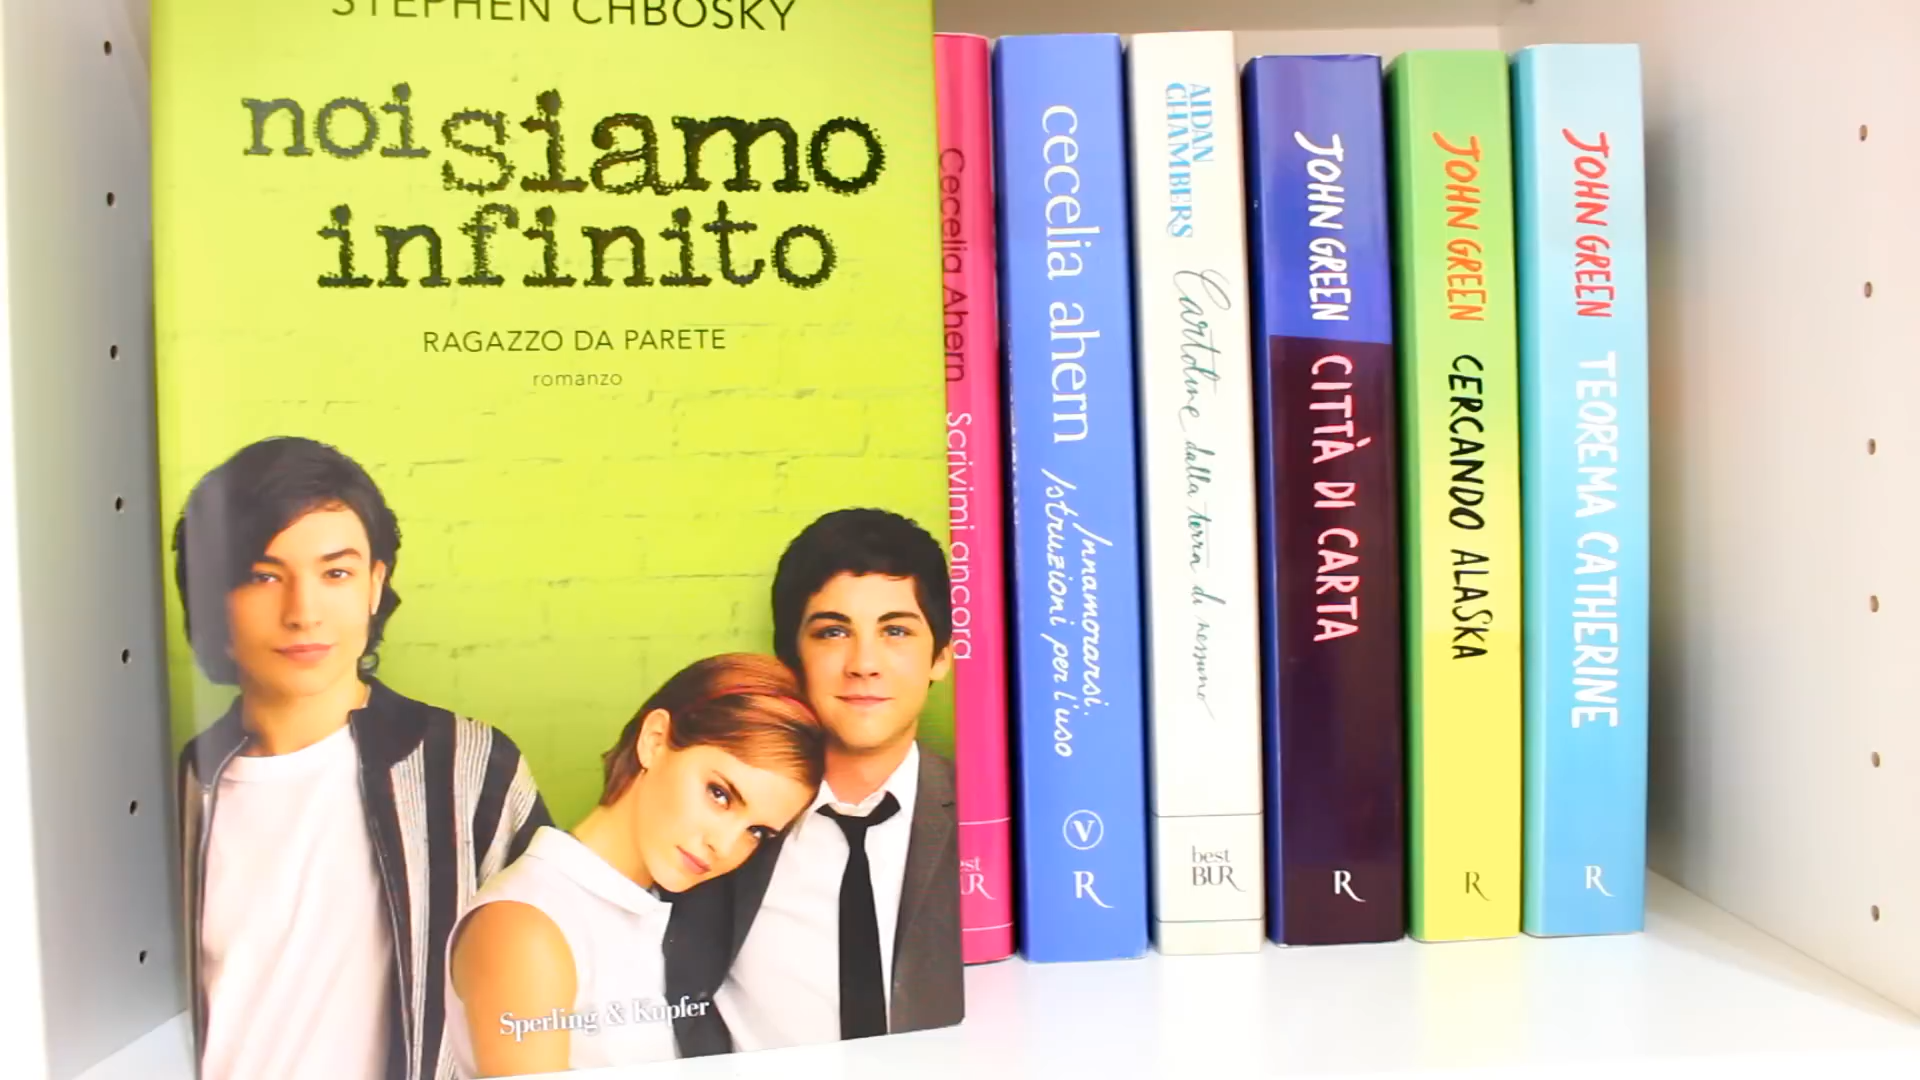 STEPHEN CHBOSKY
noi siamo
infinito
RAGAZZO DA PARETE
romanzo
Sperling & Kupfer
Cecelia Ahern Scrivimi ancora
cecelia ahern
Innamorarsi.
Istruzioni per l'uso
V
R
AIDAN
CHAMBERS
Cartoline dalla terra di nessuno
best
BUR
JOHN GREEN CITTÀ DI CARTA
R
JOHN GREEN CERCANDO ALASKA
R
JOHN GREEN TEOREMA CATHERINE
R